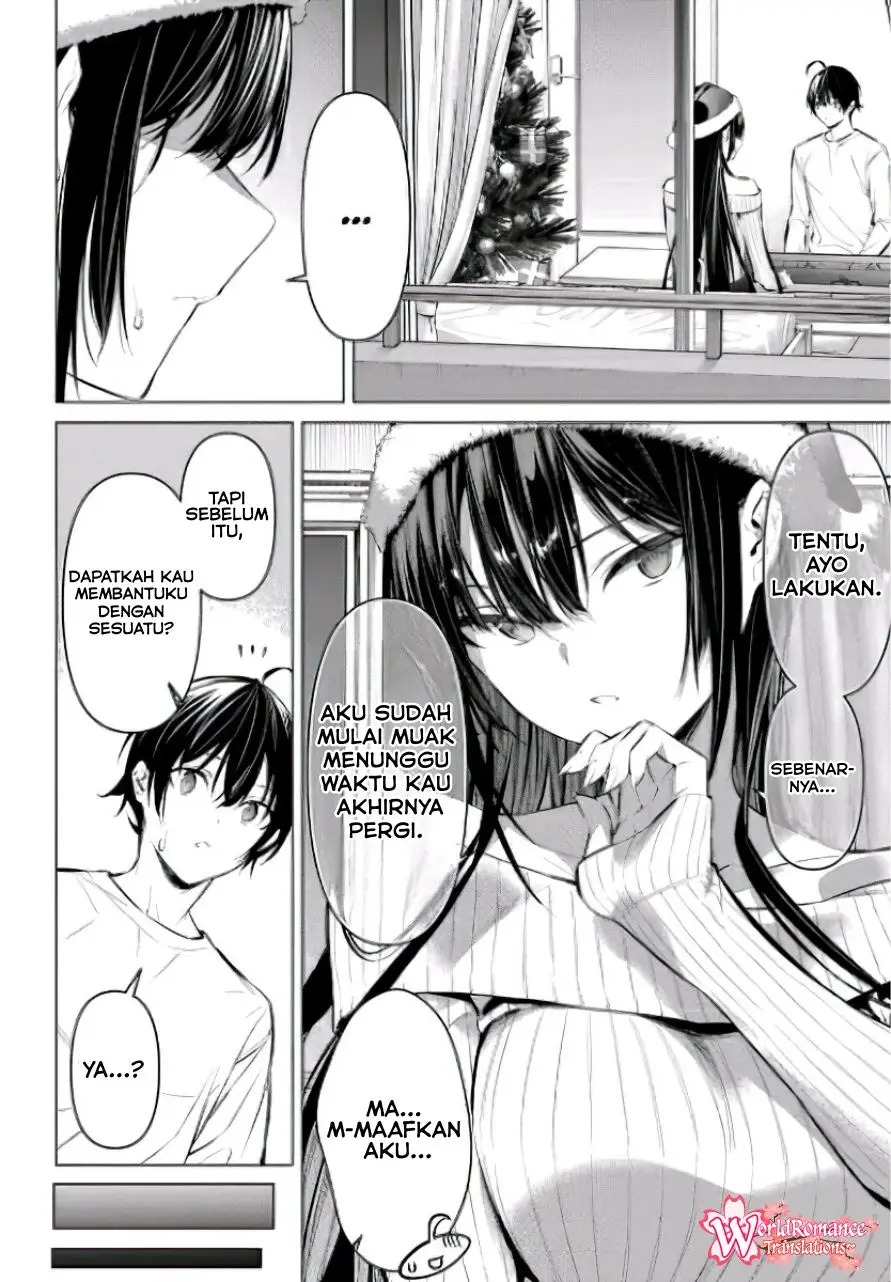 ...
TENTU,
AYO
LAKUKAN.
SEBENAR-
NYA...
AKU SUDAH
MULAI MUAK
MENUNGGU
WAKTU KAU
AKHIRNYA
PERGI.
MA...
M-MAAFKAN
AKU...
TAPI
SEBELUM
ITU,
DAPATKAH KAU
MEMBANTUKU
DENGAN
SESUATU?
YA...?
WorldRomance
Translations~